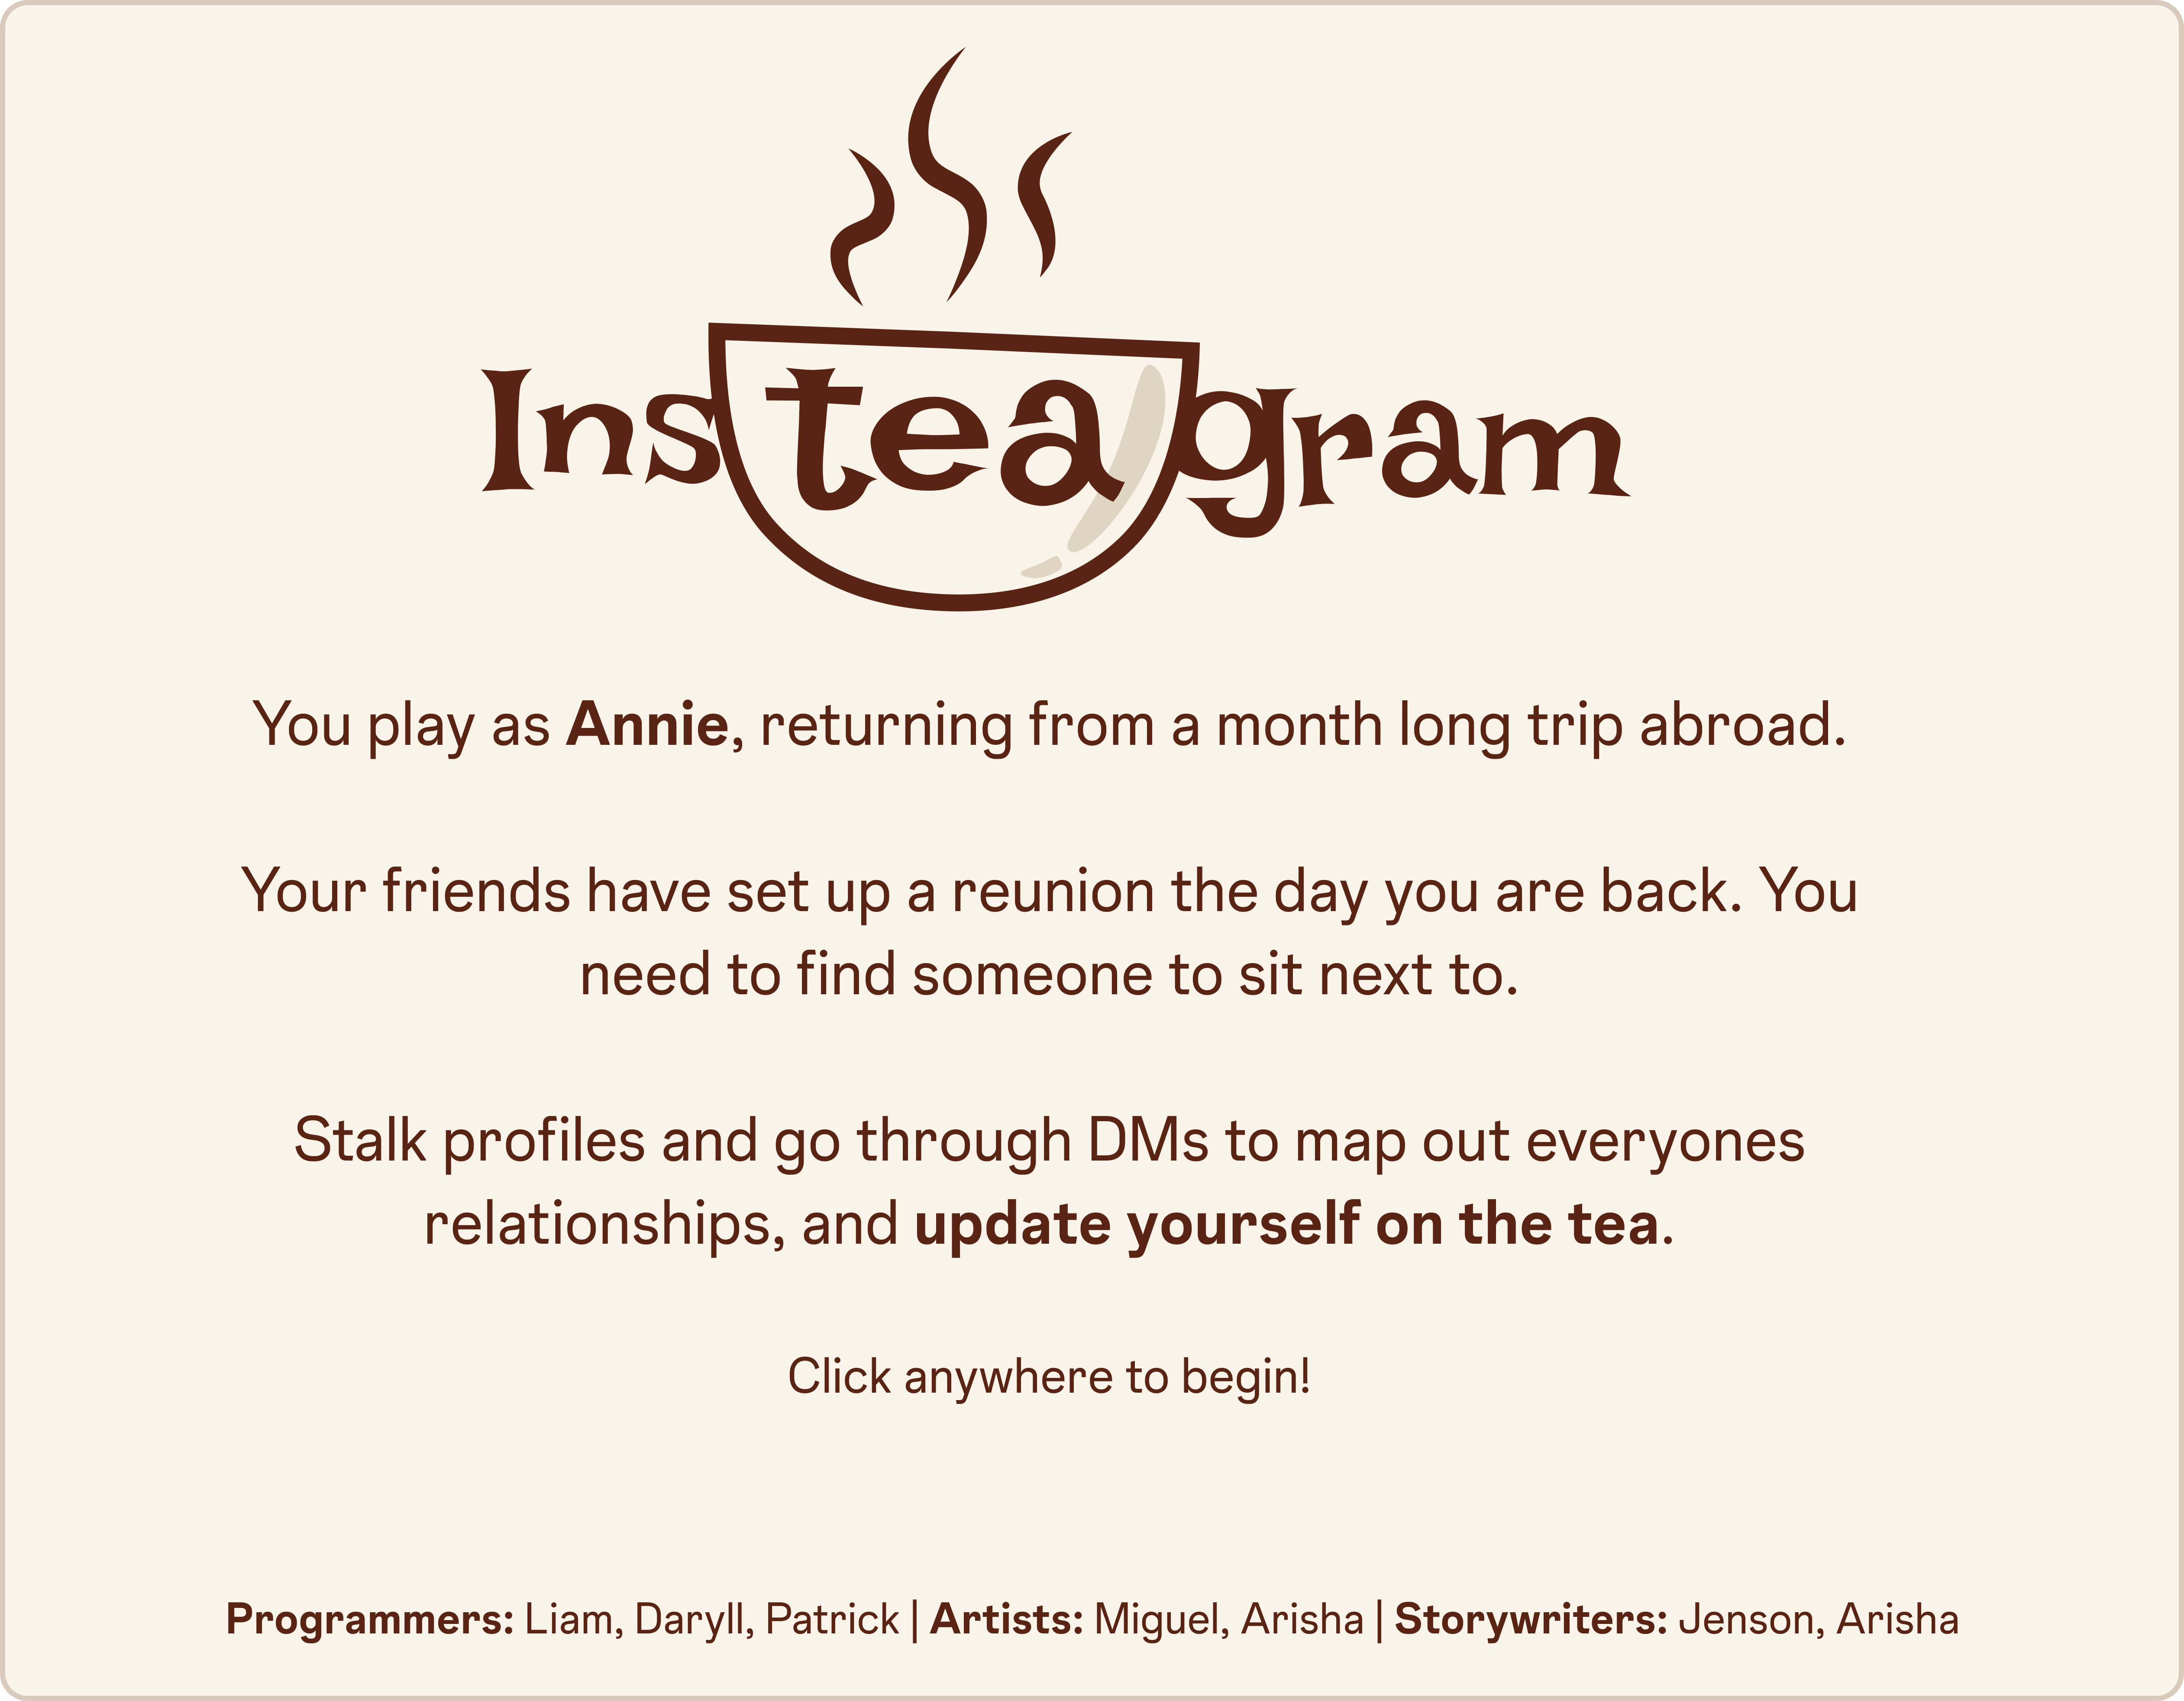 Insteagram
You play as Annie, returning from a month long trip abroad.
Your friends have set up a reunion the day you are back. You
need to find someone to sit next to.
Stalk profiles and go through DMs to map out everyones
relationships, and update yourself on the tea.
Click anywhere to begin!
Programmers: Liam, Daryll, Patrick | Artists: Miguel, Arisha | Storywriters: Jenson, Arisha